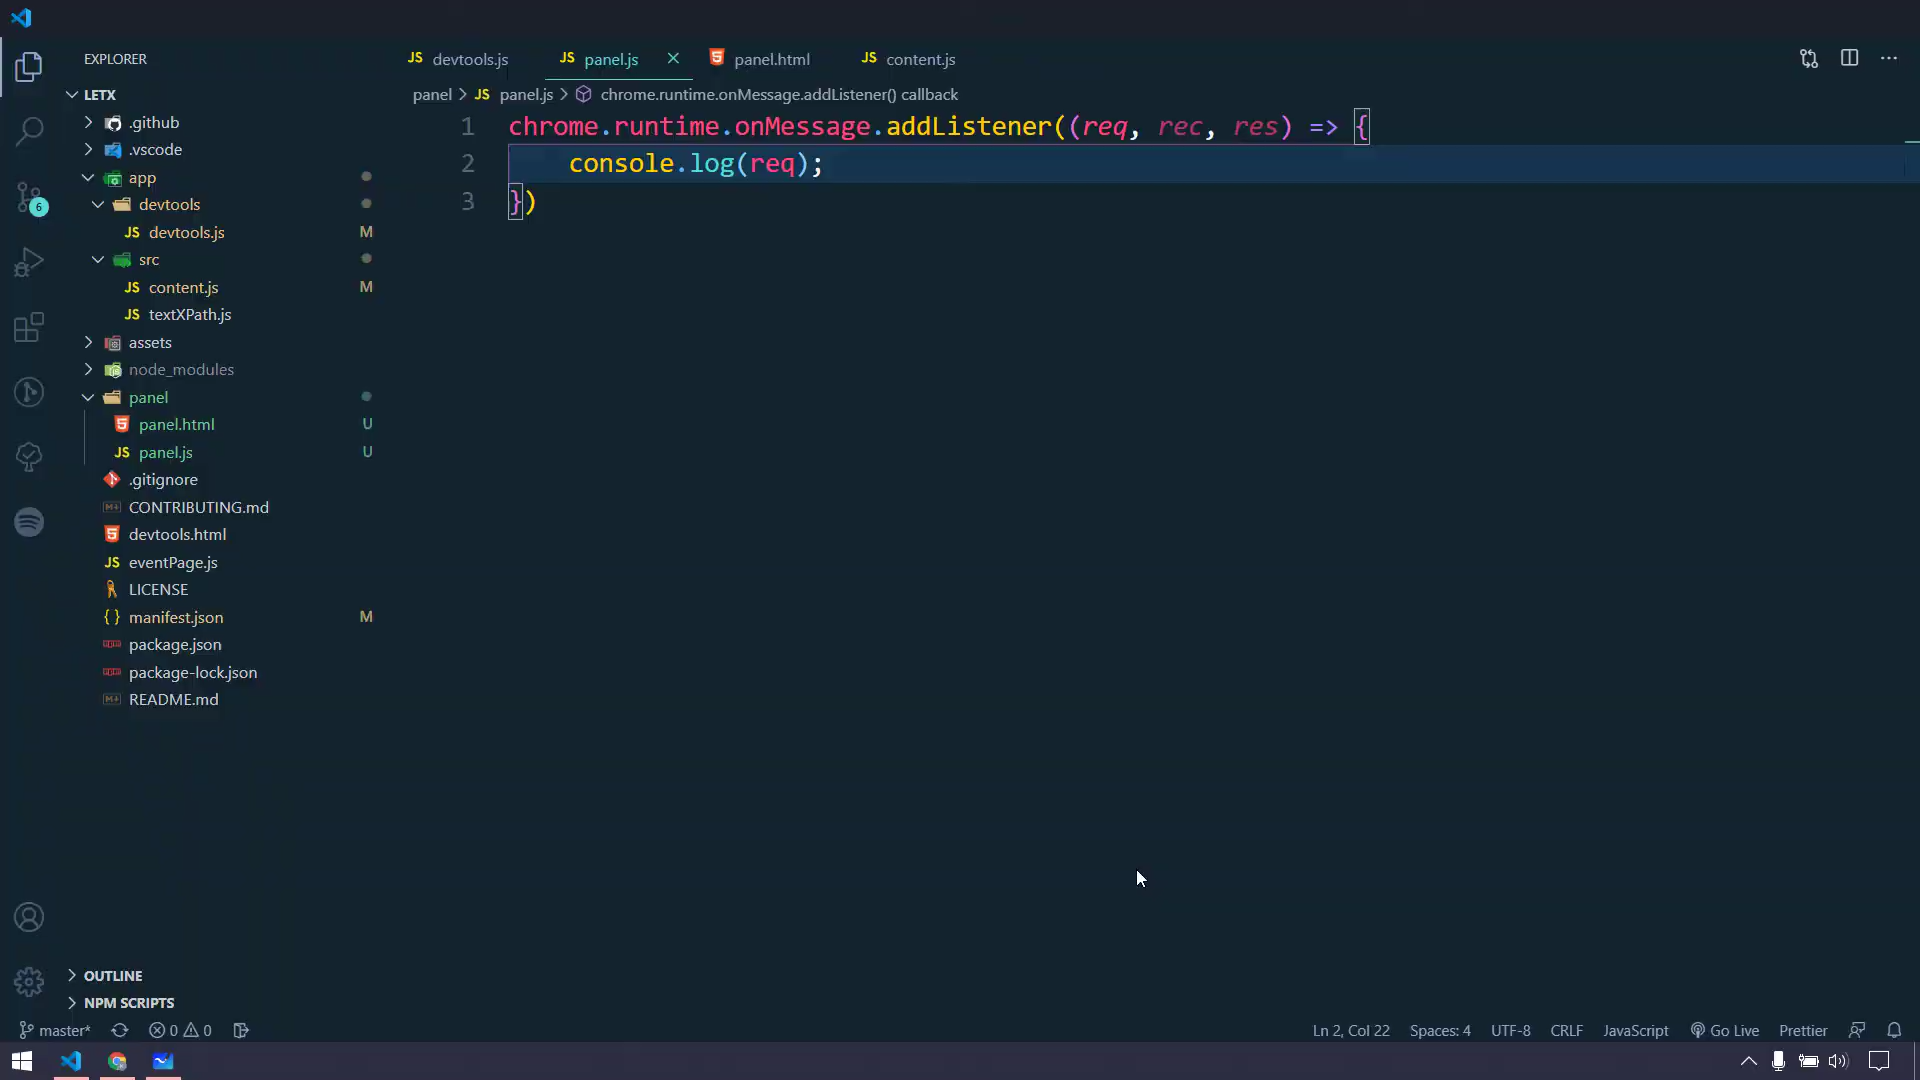 EXPLORER
JS devtools.js
JS panel.js
panel.html
JS content.js
LETX
panel > JS panel.js > chrome.runtime.onMessage.addListener() callback
.github
.vscode
app
devtools
JS devtools.js M
src
JS content.js M
JS textXPath.js
assets
node_modules
panel
panel.html U
JS panel.js U
.gitignore
CONTRIBUTING.md
devtools.html
JS eventPage.js
LICENSE
{ } manifest.json M
package.json
package-lock.json
README.md
1 chrome.runtime.onMessage.addListener((req, rec, res) => {
2 console.log(req);
3 })
6
OUTLINE
NPM SCRIPTS
master* 0 0
Ln 2, Col 22 Spaces: 4 UTF-8 CRLF JavaScript Go Live Prettier